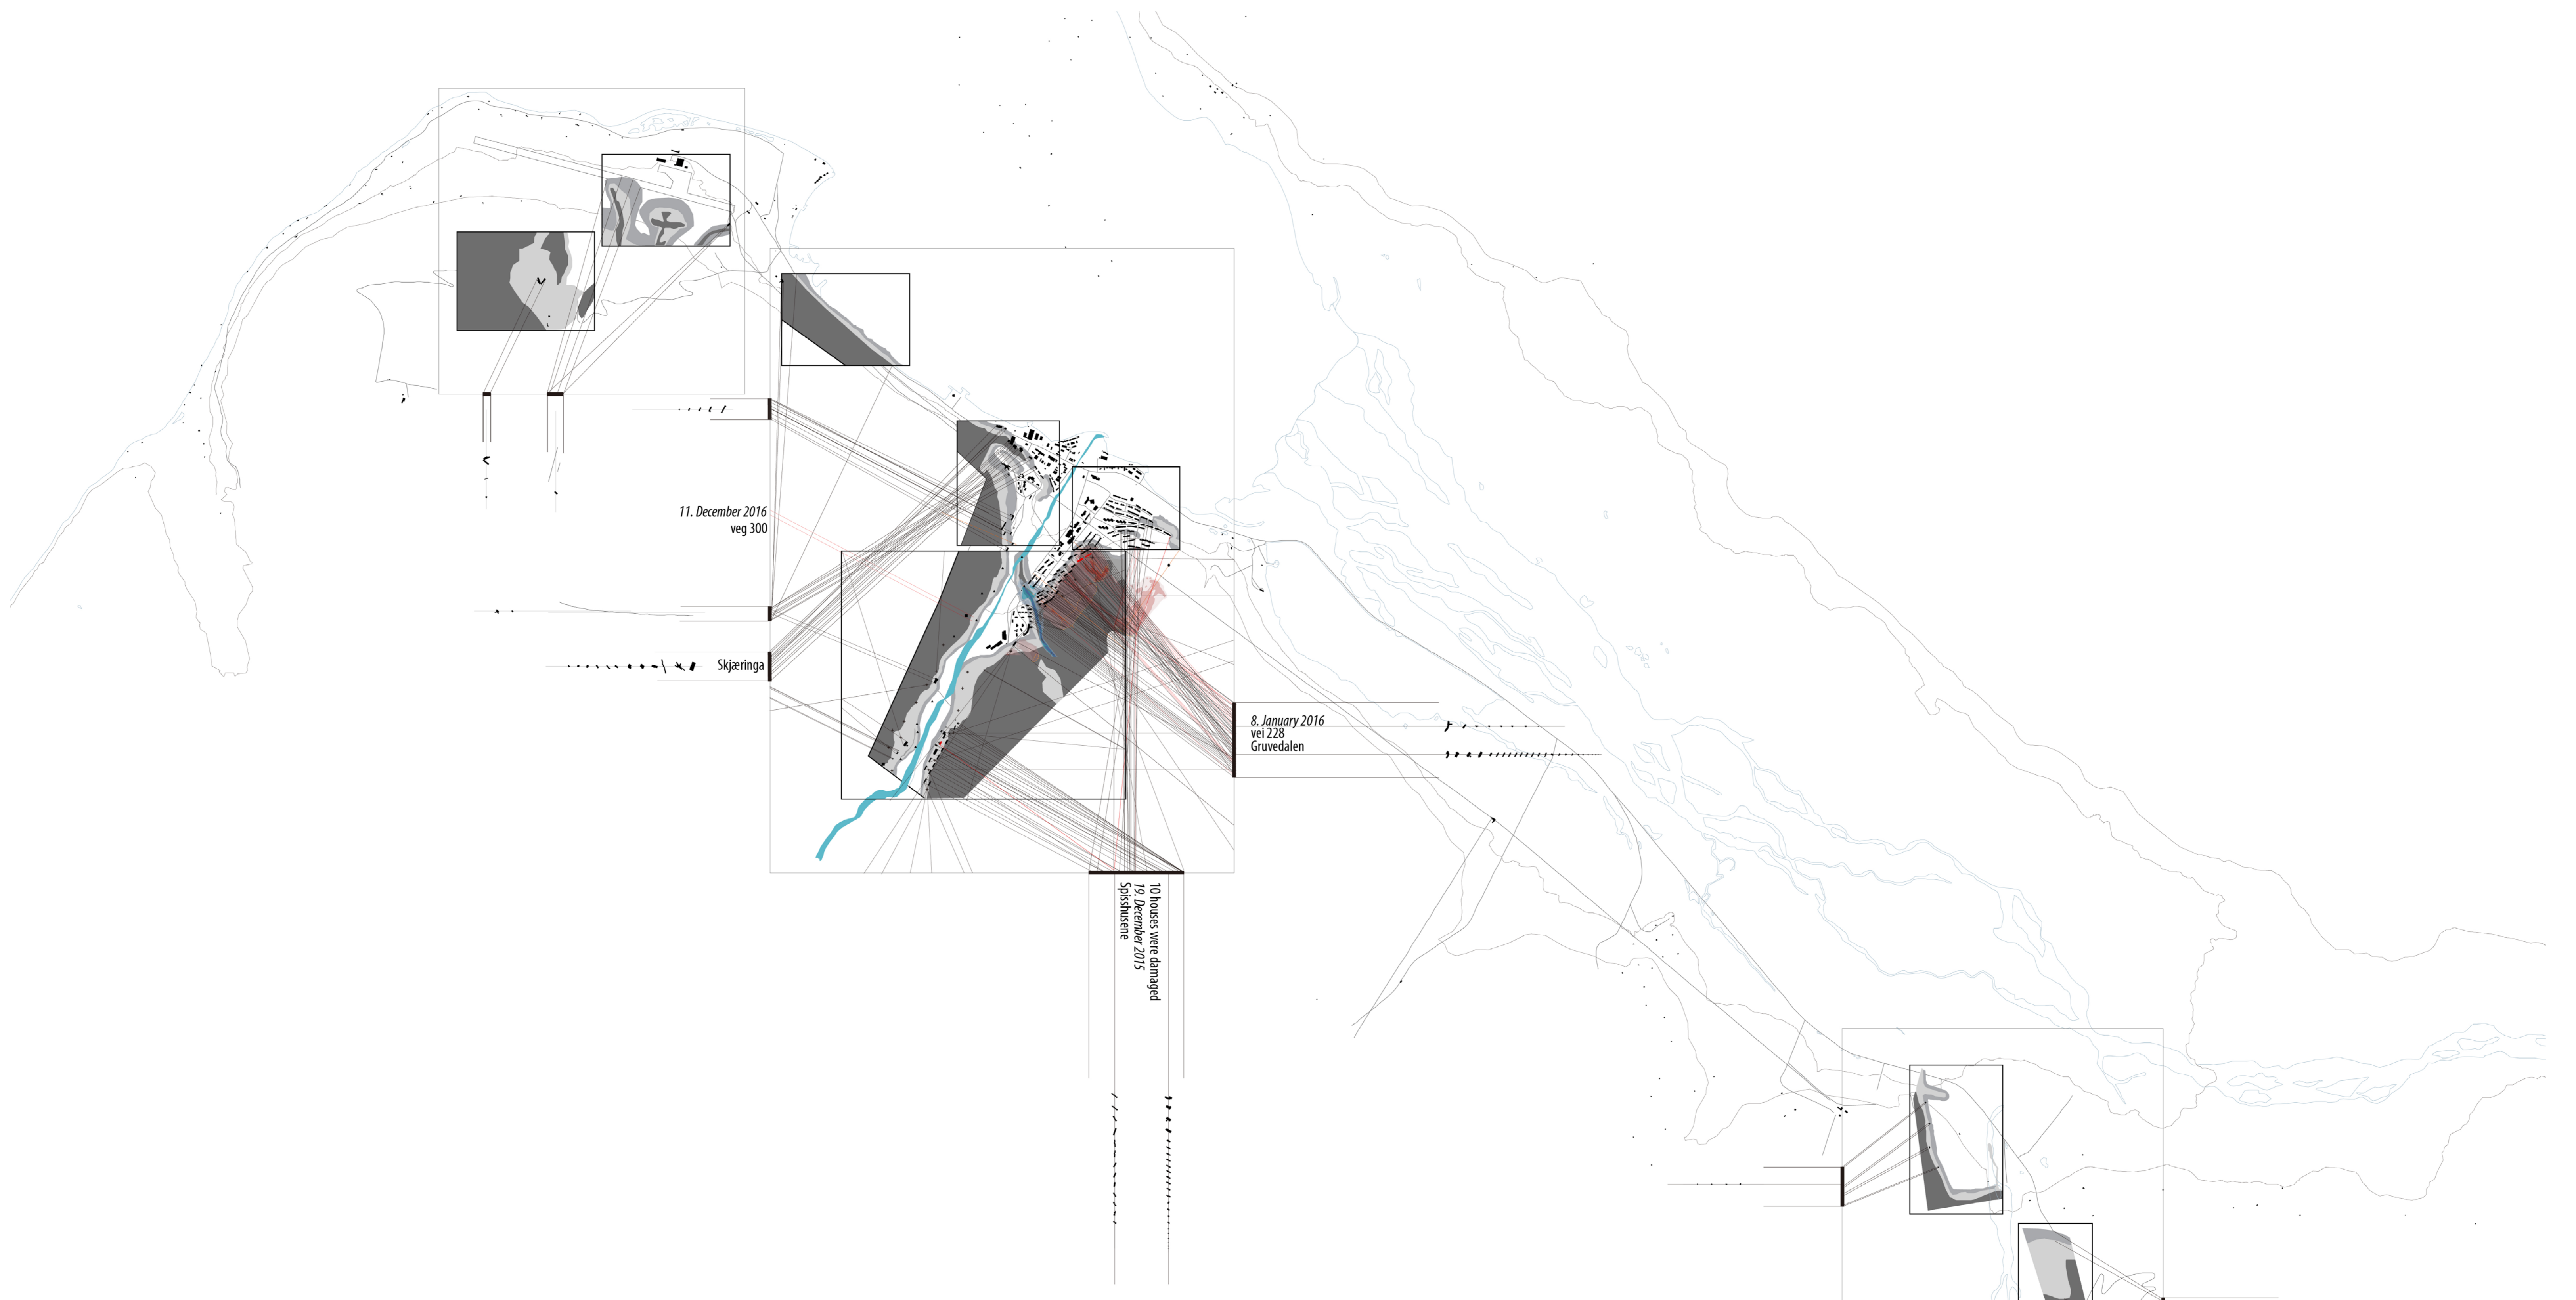 11. December 2016
veg 300
Skjæringa
8. January 2016
vei 228
Gruvedalen
10 houses were damaged
19. December 2015
Spisshusene